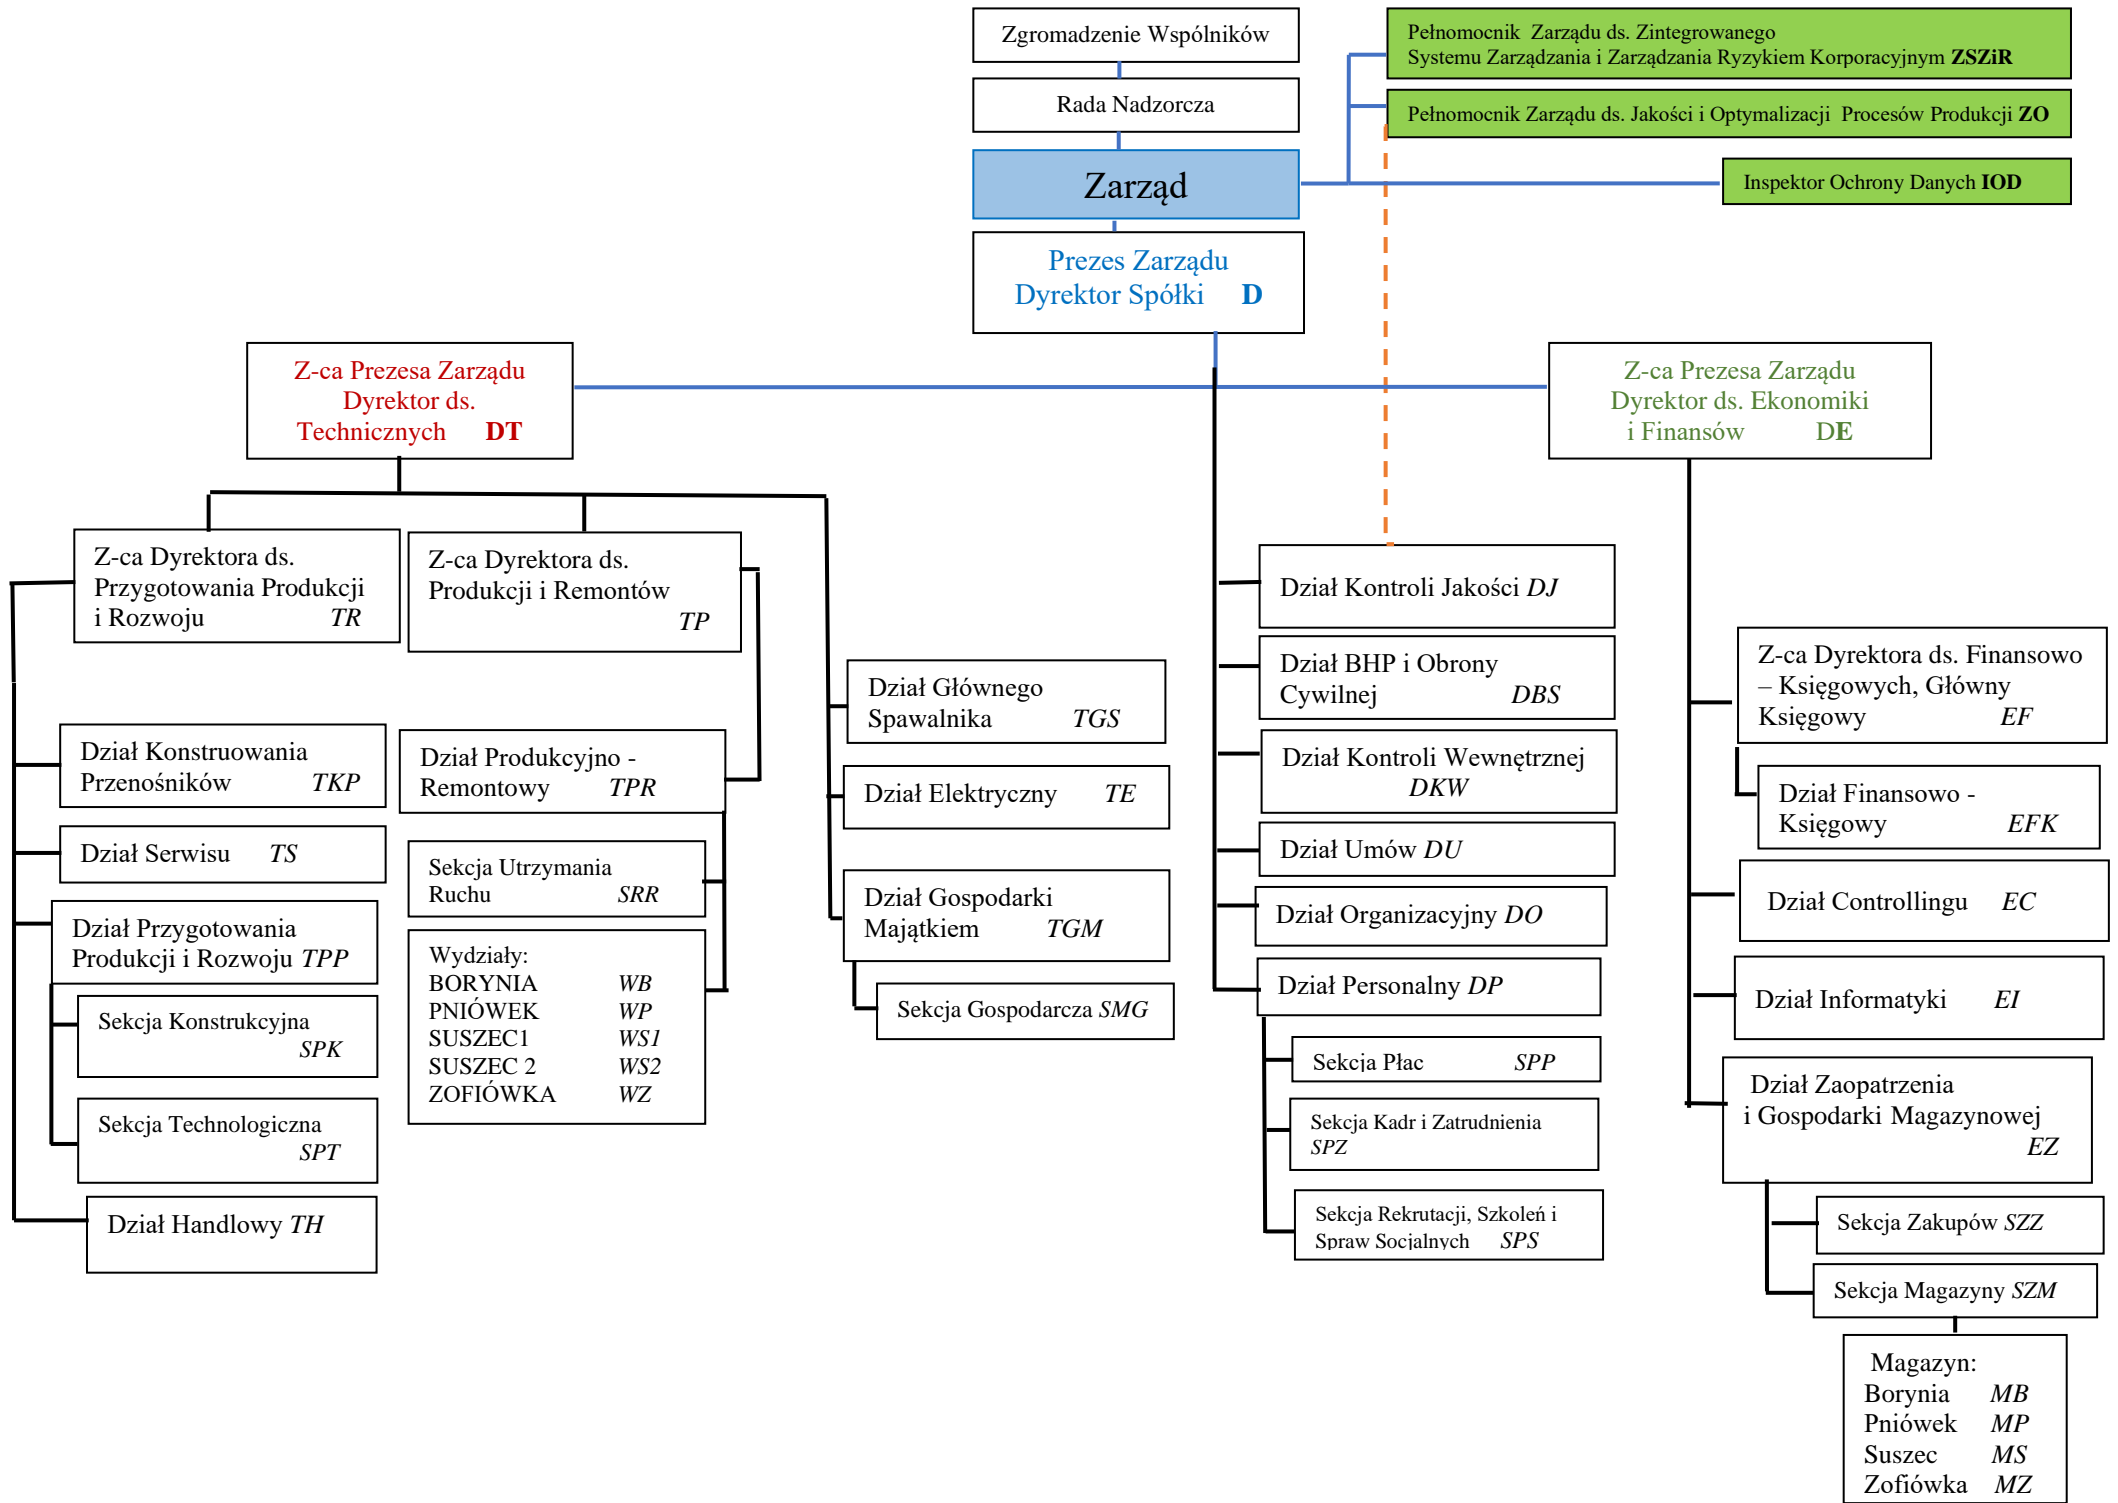 Zgromadzenie Wspólników
Rada Nadzorcza
Zarząd
Prezes Zarządu
Dyrektor Spółki D
Pełnomocnik Zarządu ds. Zintegrowanego
Systemu Zarządzania i Zarządzania Ryzykiem Korporacyjnym ZSZiR
Pełnomocnik Zarządu ds. Jakości i Optymalizacji Procesów Produkcji ZO
Inspektor Ochrony Danych IOD
Z-ca Prezesa Zarządu
Dyrektor ds.
Technicznych DT
Z-ca Prezesa Zarządu
Dyrektor ds. Ekonomiki
i Finansów DE
Z-ca Dyrektora ds.
Przygotowania Produkcji
i Rozwoju TR
Dział Konstruowania
Przenośników TKP
Dział Serwisu TS
Dział Przygotowania
Produkcji i Rozwoju TPP
Sekcja Konstrukcyjna
SPK
Sekcja Technologiczna
SPT
Dział Handlowy TH
Z-ca Dyrektora ds.
Produkcji i Remontów
TP
Dział Produkcyjno -
Remontowy TPR
Sekcja Utrzymania
Ruchu SRR
Wydziały:
BORYNIA WB
PNIÓWEK WP
SUSZEC1 WS1
SUSZEC 2 WS2
ZOFIÓWKA WZ
Dział Głównego
Spawalnika TGS
Dział Elektryczny TE
Dział Gospodarki
Majątkiem TGM
Sekcja Gospodarcza SMG
Dział Kontroli Jakości DJ
Dział BHP i Obrony
Cywilnej DBS
Dział Kontroli Wewnętrznej
DKW
Dział Umów DU
Dział Organizacyjny DO
Dział Personalny DP
Sekcja Płac SPP
Sekcja Kadr i Zatrudnienia
SPZ
Sekcja Rekrutacji, Szkoleń i
Spraw Socjalnych SPS
Z-ca Dyrektora ds. Finansowo
– Księgowych, Główny
Księgowy EF
Dział Finansowo -
Księgowy EFK
Dział Controllingu EC
Dział Informatyki EI
Dział Zaopatrzenia
i Gospodarki Magazynowej
EZ
Sekcja Zakupów SZZ
Sekcja Magazyny SZM
Magazyn:
Borynia MB
Pniówek MP
Suszec MS
Zofiówka MZ